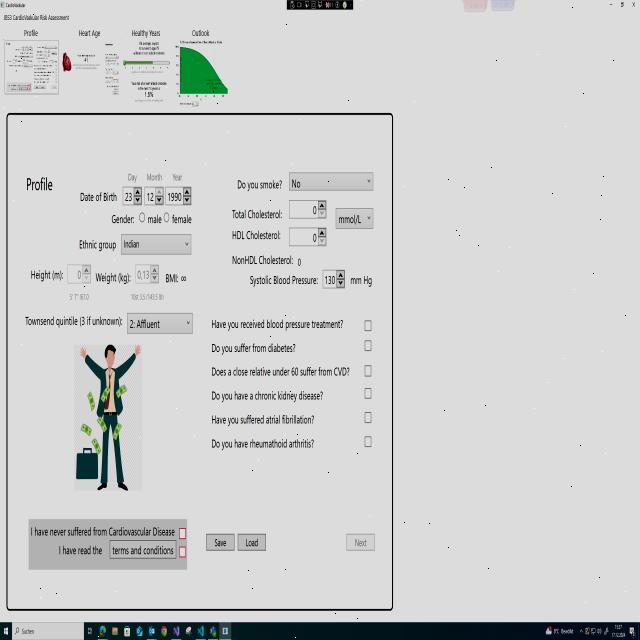 CardioVascular
JBS3 CardioVascular Risk Assessment
Profile
Heart Age
Healthy Years
Outlook
Profile
Day Month Year
Date of Birth 23 12 1990
Gender: male female
Ethnic group Indian
Height (m): 0 Weight (kg): 0,13 BMI: ∞
Townsend quintile (3 if unknown): 2: Affluent
Do you smoke? No
Total Cholesterol: 0 mmol/L
HDL Cholesterol: 0
NonHDL Cholesterol: 0
Systolic Blood Pressure: 130 mm Hg
Have you received blood pressure treatment?
Do you suffer from diabetes?
Does a close relative under 60 suffer from CVD?
Do you have a chronic kidney disease?
Have you suffered atrial fibrillation?
Do you have rheumathoid arthritis?
I have never suffered from Cardiovascular Disease
I have read the terms and conditions
Save Load Next
Suchen